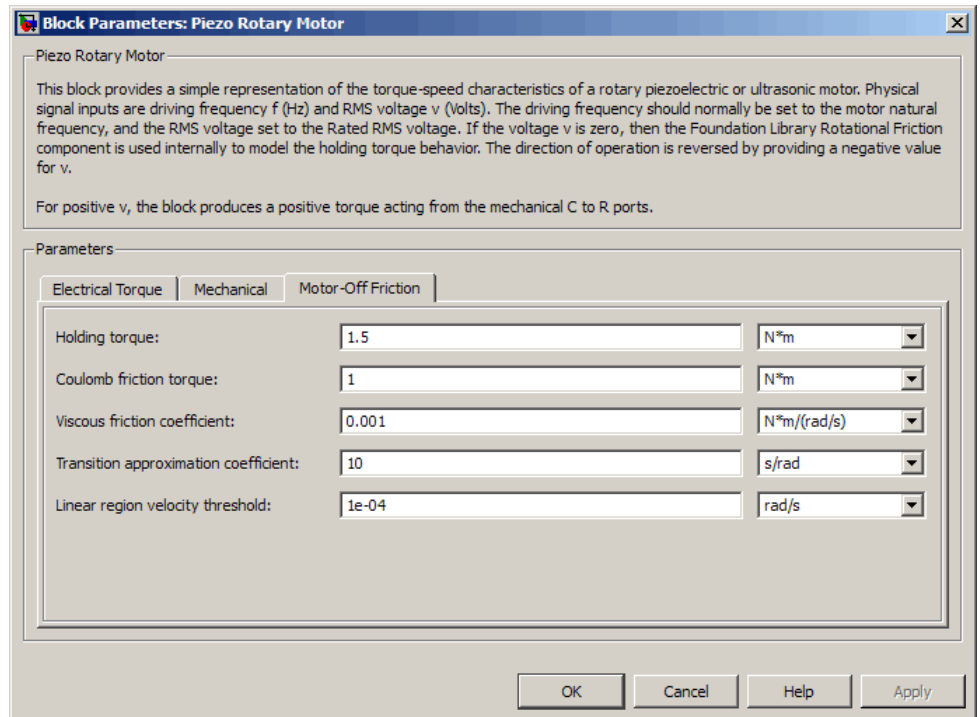 Block Parameters: Piezo Rotary Motor
Piezo Rotary Motor
This block provides a simple representation of the torque-speed characteristics of a rotary piezoelectric or ultrasonic motor. Physical
signal inputs are driving frequency f (Hz) and RMS voltage v (Volts). The driving frequency should normally be set to the motor natural
frequency, and the RMS voltage set to the Rated RMS voltage. If the voltage v is zero, then the Foundation Library Rotational Friction
component is used internally to model the holding torque behavior. The direction of operation is reversed by providing a negative value
for v.
For positive v, the block produces a positive torque acting from the mechanical C to R ports.
Parameters
Electrical Torque Mechanical Motor-Off Friction
Holding torque: 1.5 N*m
Coulomb friction torque: 1 N*m
Viscous friction coefficient: 0.001 N*m/(rad/s)
Transition approximation coefficient: 10 s/rad
Linear region velocity threshold: 1e-04 rad/s
OK Cancel Help Apply